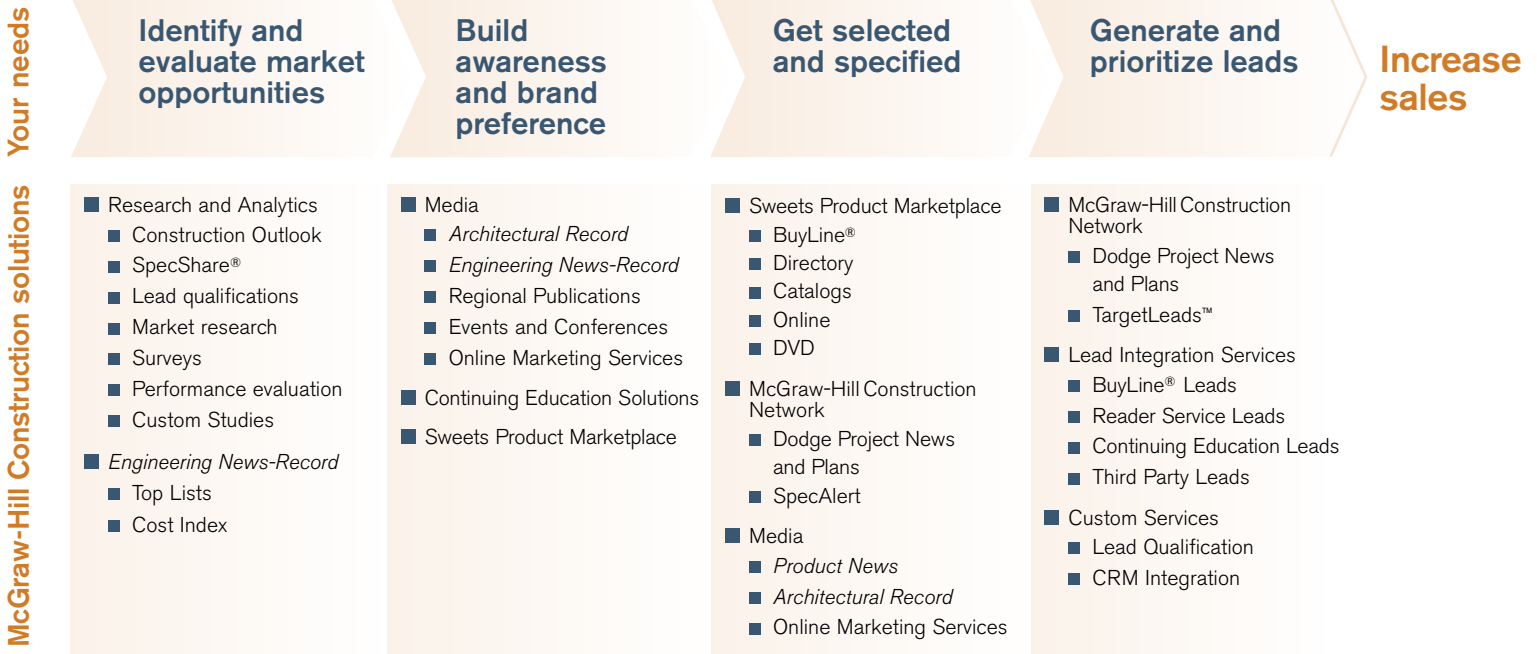 Your needs
Identify and
evaluate market
opportunities
Build
awareness
and brand
preference
Get selected
and specified
Generate and
prioritize leads
Increase
sales
McGraw-Hill Construction solutions
Research and Analytics
Construction Outlook
SpecShare®
Lead qualifications
Market research
Surveys
Performance evaluation
Custom Studies
Engineering News-Record
Top Lists
Cost Index
Media
Architectural Record
Engineering News-Record
Regional Publications
Events and Conferences
Online Marketing Services
Continuing Education Solutions
Sweets Product Marketplace
Sweets Product Marketplace
BuyLine®
Directory
Catalogs
Online
DVD
McGraw-Hill Construction
Network
Dodge Project News
and Plans
SpecAlert
Media
Product News
Architectural Record
Online Marketing Services
McGraw-Hill Construction
Network
Dodge Project News
and Plans
TargetLeads™
Lead Integration Services
BuyLine® Leads
Reader Service Leads
Continuing Education Leads
Third Party Leads
Custom Services
Lead Qualification
CRM Integration